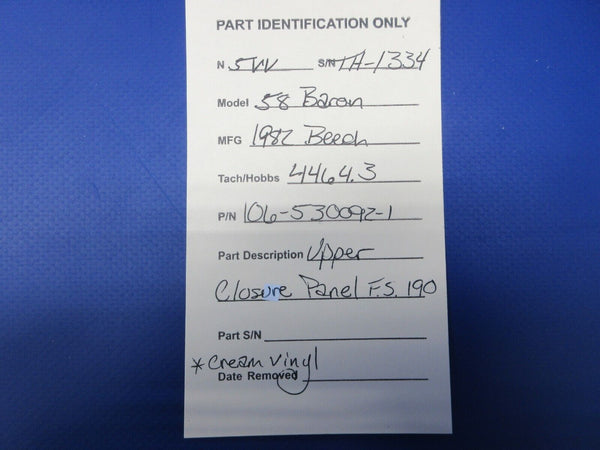 PART IDENTIFICATION ONLY
N 5VV S/N TH-1334
Model 58 Baron
MFG 1982 Beech
Tach/Hobbs 4464.3
P/N 106-530092-1
Part Description Upper
Closure Panel F.S. 190
Part S/N
*Cream Vinyl
Date Removed